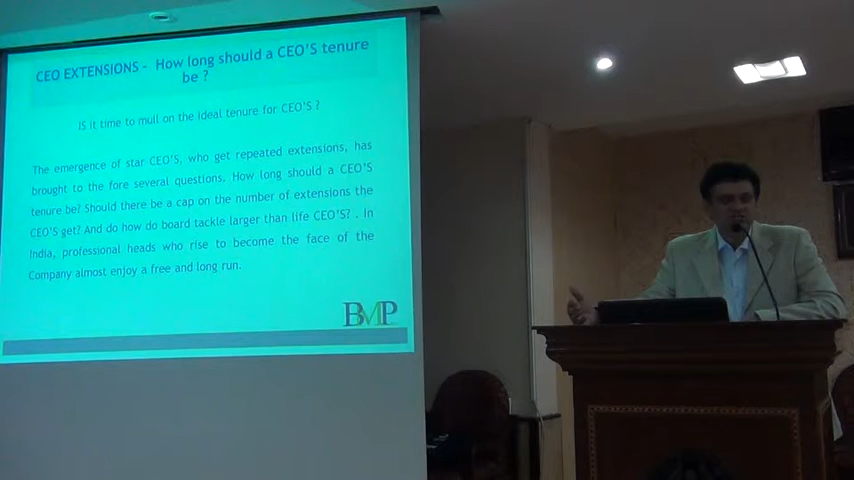 CEO EXTENSIONS - How long should a CEO'S tenure
be ?
IS it time to mull on the ideal tenure for CEO'S ?
The emergence of star CEO'S, who get repeated extensions, has
brought to the fore several questions. How long should a CEO'S
tenure be? Should there be a cap on the number of extensions the
CEO'S get? And do how do board tackle larger than life CEO'S? . In
India, professional heads who rise to become the face of the
Company almost enjoy a free and long run.
BMP